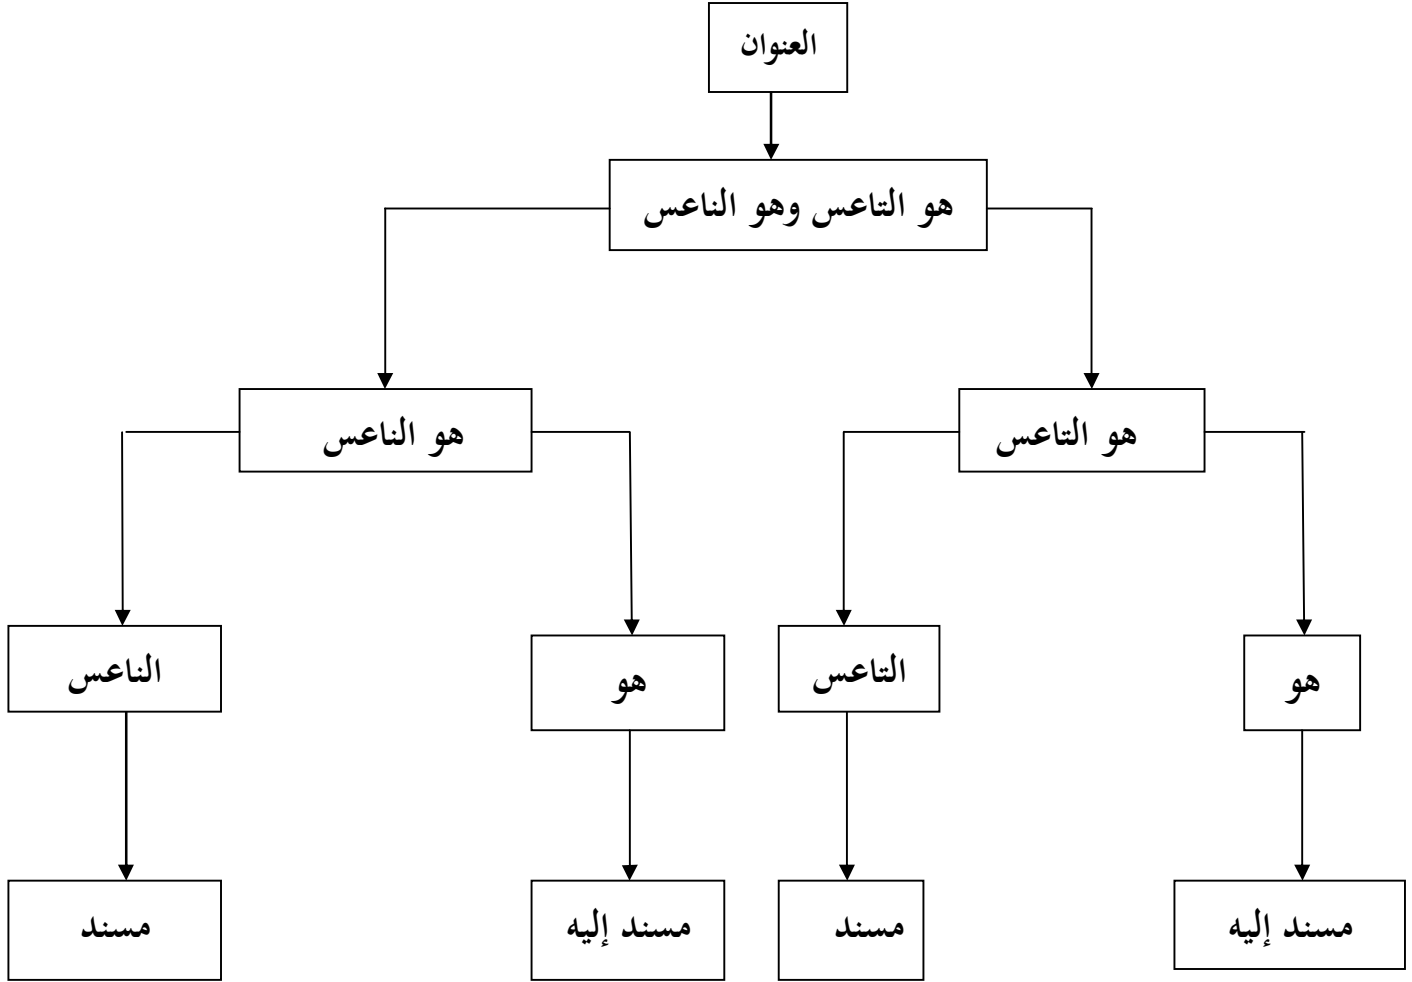 العنوان
هو التاعس وهو الناعس
هو التاعس
هو الناعس
هو
التاعس
هو
الناعس
مسند إليه
مسند
مسند إليه
مسند